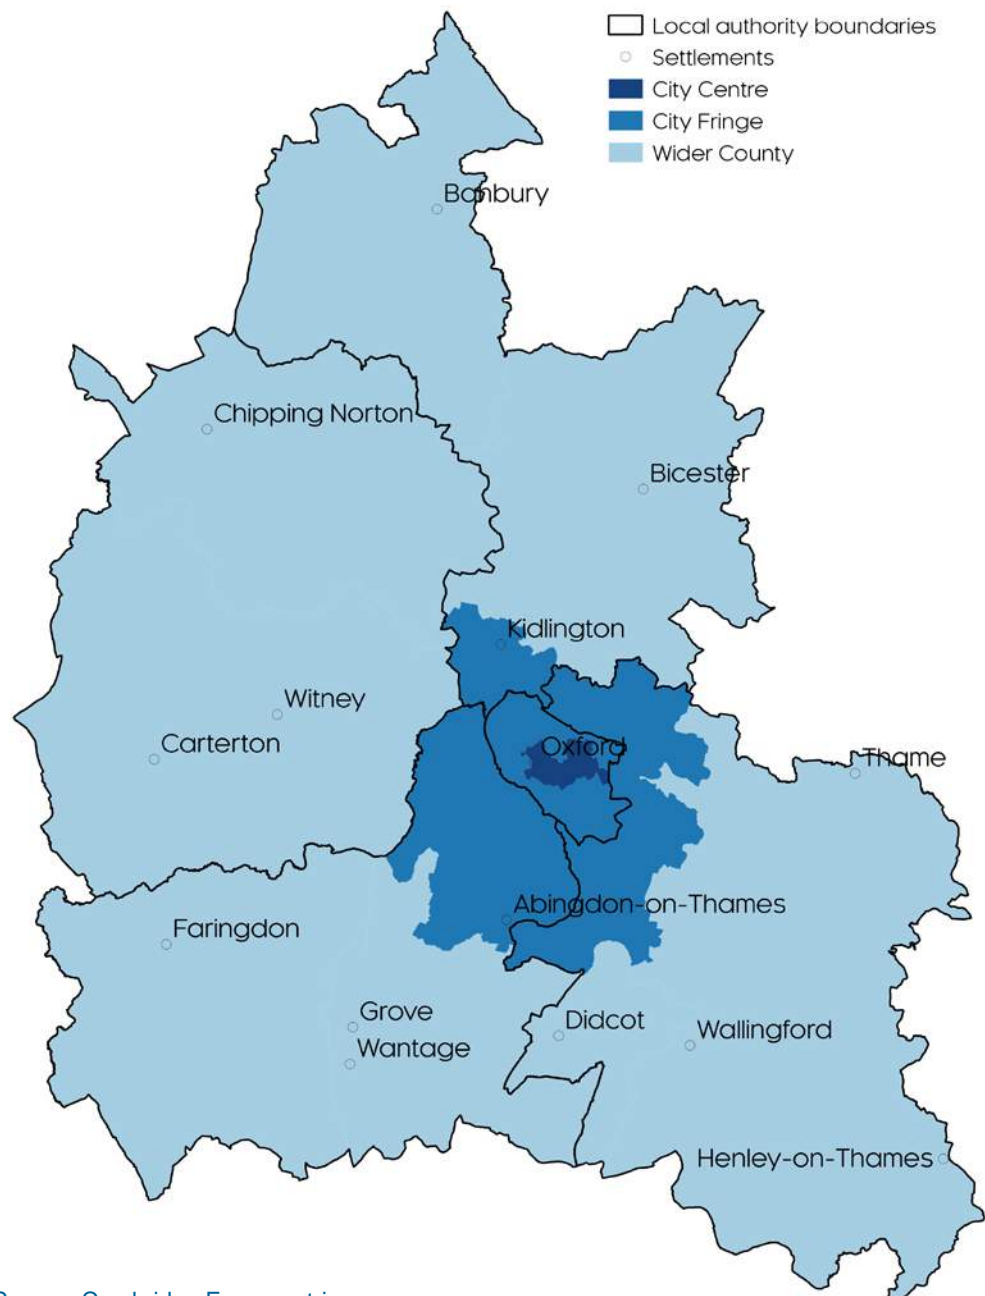 Local authority boundaries
Settlements
City Centre
City Fringe
Wider County
Banbury
Chipping Norton
Bicester
Kidlington
Witney
Oxford
Carterton
Thame
Abingdon-on-Thames
Faringdon
Grove
Didcot
Wallingford
Wantage
Henley-on-Thames